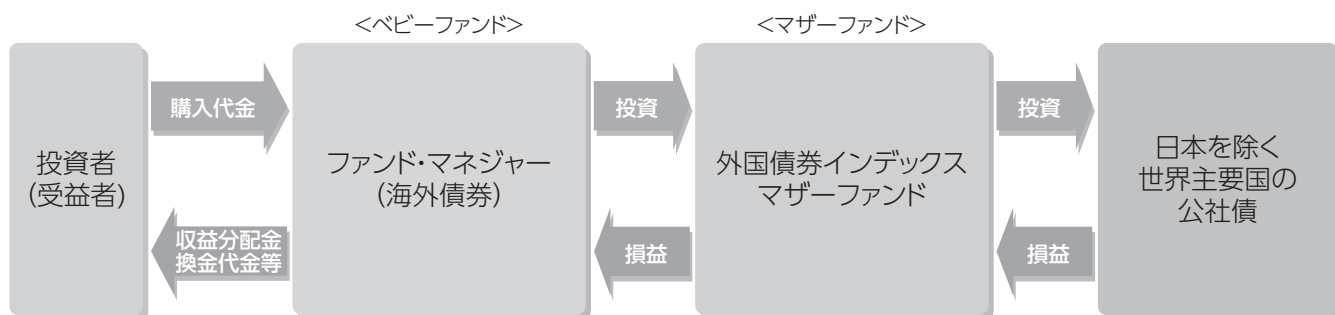 <ベビーファンド>
<マザーファンド>
投資者
(受益者)
購入代金
収益分配金
換金代金等
ファンド・マネジャー
(海外債券)
投資
損益
外国債券インデックス
マザーファンド
投資
損益
日本を除く
世界主要国の
公社債